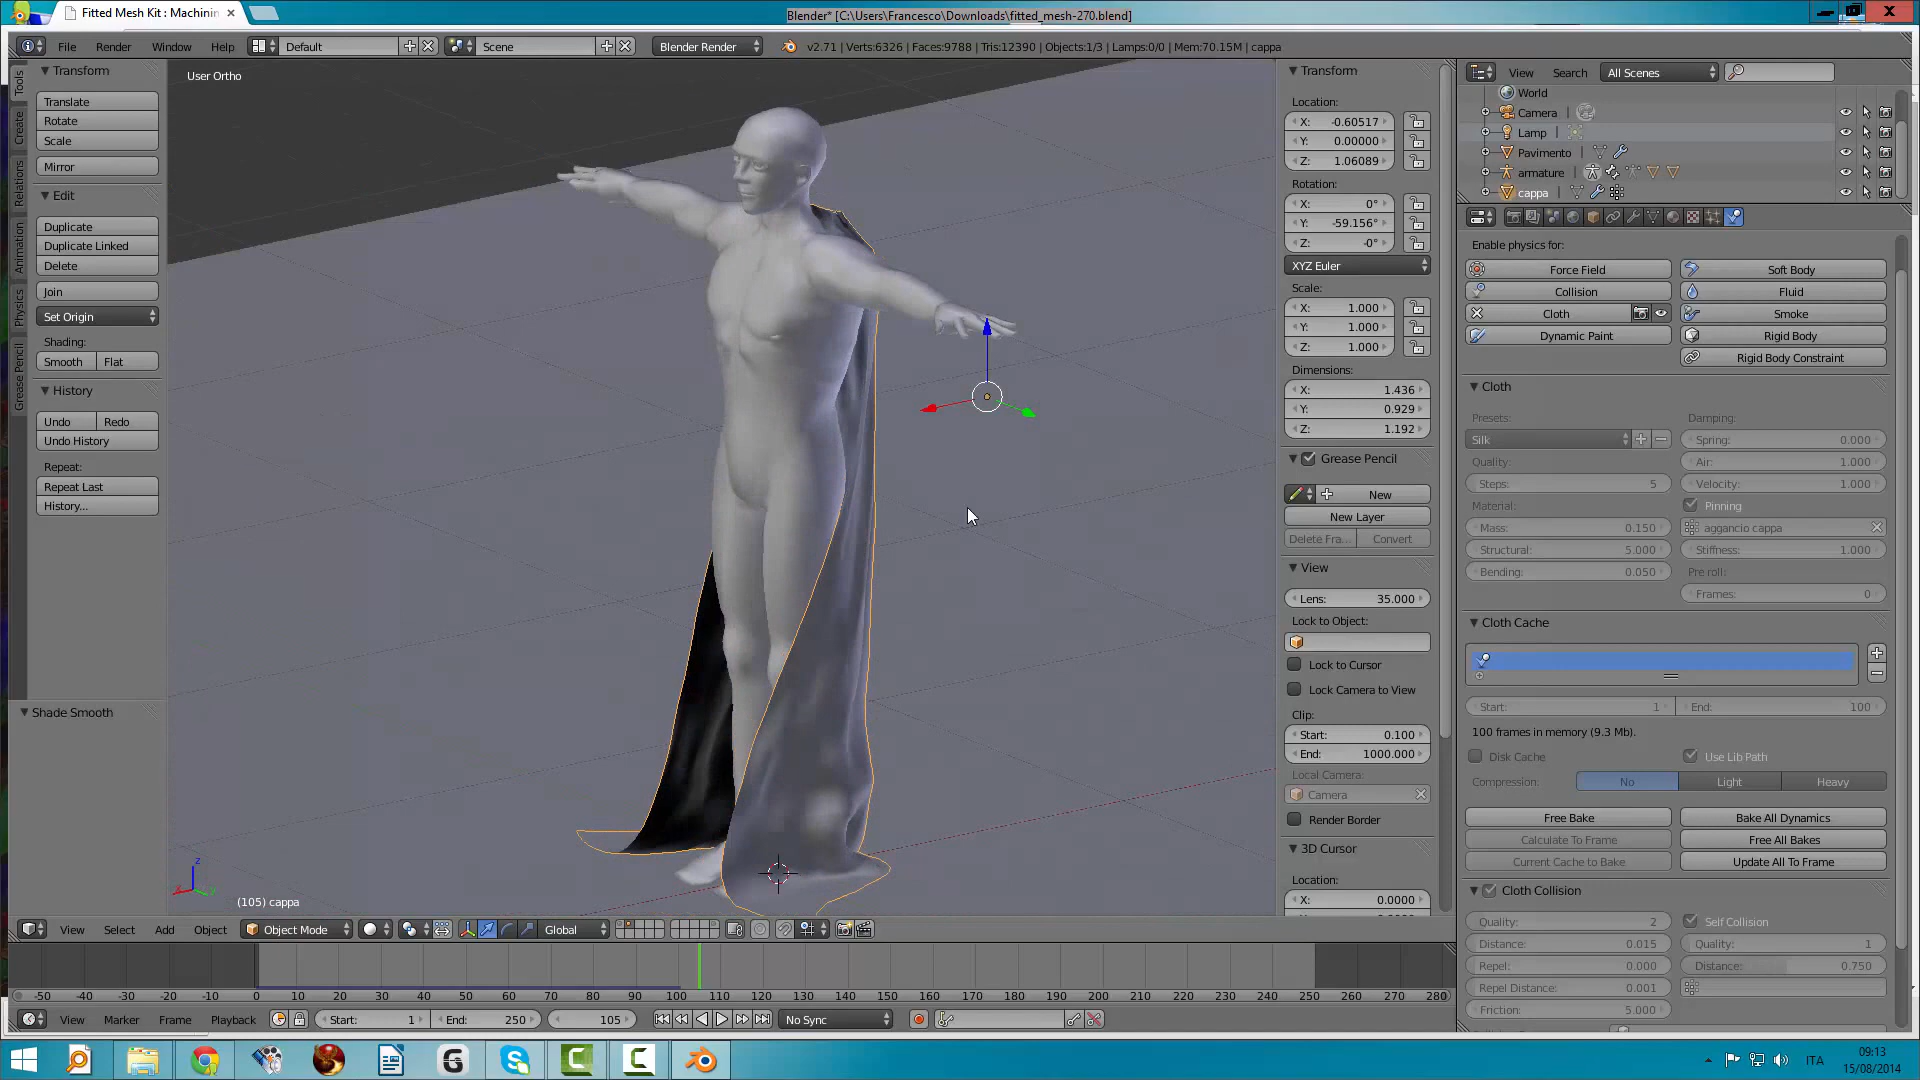 Fitted Mesh Kit : Machinin ×
Blender* [C:\Users\Francesco\Downloads\fitted_mesh-270.blend]
File Render Window Help Default Scene Blender Render v2.71 | Verts:6326 | Faces:9788 | Tris:12390 | Objects:1/3 | Lamps:0/0 | Mem:70.15M | cappa
Tools
Create
Relations
Animation
Physics
Grease Pencil
Transform
Translate
Rotate
Scale
Mirror
Edit
Duplicate
Duplicate Linked
Delete
Join
Set Origin
Shading:
Smooth Flat
History
Undo Redo
Undo History
Repeat:
Repeat Last
History...
Shade Smooth
User Ortho
(105) cappa
Transform
Location:
X: -0.60517
Y: 0.00000
Z: 1.06089
Rotation:
X: 0°
Y: -59.156°
Z: -0°
XYZ Euler
Scale:
X: 1.000
Y: 1.000
Z: 1.000
Dimensions:
X: 1.436
Y: 0.929
Z: 1.192
Grease Pencil
New
New Layer
Delete Fra... Convert
View
Lens: 35.000
Lock to Object:
Lock to Cursor
Lock Camera to View
Clip:
Start: 0.100
End: 1000.000
Local Camera:
Camera
Render Border
3D Cursor
Location:
X: 0.0000
View Search All Scenes
World
Camera
Lamp
Pavimento
armature
cappa
Enable physics for:
Force Field Soft Body
Collision Fluid
Cloth Smoke
Dynamic Paint Rigid Body
Rigid Body Constraint
Cloth
Presets: Damping:
Silk Spring: 0.000
Quality: Air: 1.000
Steps: 5 Velocity: 1.000
Material: Pinning
Mass: 0.150 aggancio cappa
Structural: 5.000 Stiffness: 1.000
Bending: 0.050 Pre roll:
Frames: 0
Cloth Cache
Start: 1 End: 100
100 frames in memory (9.3 Mb).
Disk Cache Use Lib Path
Compression: No Light Heavy
Free Bake Bake All Dynamics
Calculate To Frame Free All Bakes
Current Cache to Bake Update All To Frame
Cloth Collision
Quality: 2 Self Collision
Distance: 0.015 Quality: 1
Repel: 0.000 Distance: 0.750
Repel Distance: 0.001
Friction: 5.000
View Select Add Object Object Mode Global
-50 -40 -30 -20 -10 0 10 20 30 40 50 60 70 80 90 100 110 120 130 140 150 160 170 180 190 200 210 220 230 240 250 260 270 280
View Marker Frame Playback Start: 1 End: 250 105 No Sync
ITA
09:13
15/08/2014